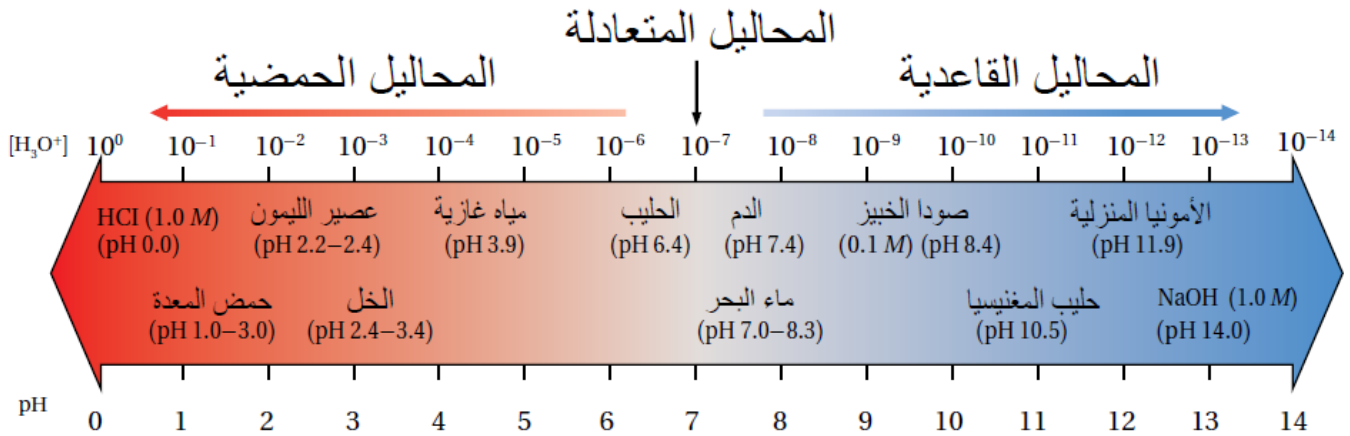 المحاليل المتعادلة
المحاليل القاعدية
المحاليل الحمضية
[H₃O⁺] 10⁰ 10⁻¹ 10⁻² 10⁻³ 10⁻⁴ 10⁻⁵ 10⁻⁶ 10⁻⁷ 10⁻⁸ 10⁻⁹ 10⁻¹⁰ 10⁻¹¹ 10⁻¹² 10⁻¹³ 10⁻¹⁴
HCI (1.0 M)
(pH 0.0)
عصير الليمون
(pH 2.2–2.4)
مياه غازية
(pH 3.9)
الحليب
(pH 6.4)
الدم
(pH 7.4)
صودا الخبيز
(0.1 M) (pH 8.4)
الأمونيا المنزلية
(pH 11.9)
حمض المعدة
(pH 1.0–3.0)
الخل
(pH 2.4–3.4)
ماء البحر
(pH 7.0–8.3)
حليب المغنيسيا
(pH 10.5)
NaOH (1.0 M)
(pH 14.0)
pH 0 1 2 3 4 5 6 7 8 9 10 11 12 13 14